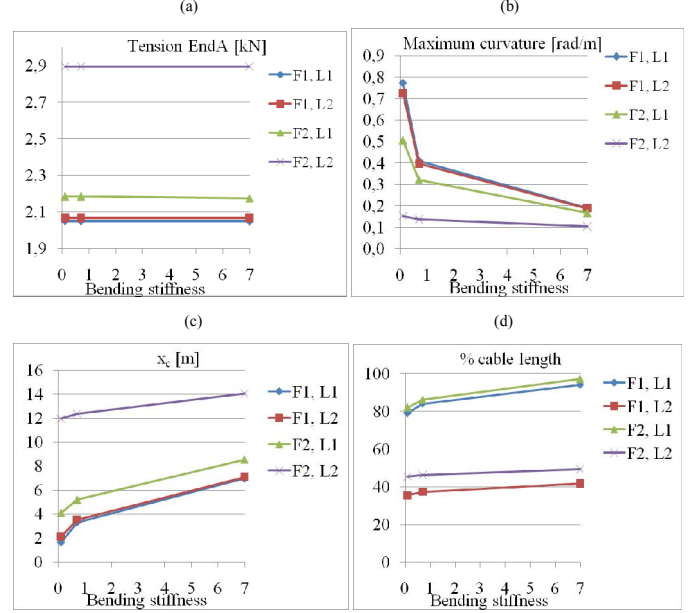 (a)
(b)
Tension EndA [kN]
2,9
2,7
2,5
2,3
2,1
1,9
0 1 2 3 4 5 6 7
Bending stiffness
F1, L1
F1, L2
F2, L1
F2, L2
Maximum curvature [rad/m]
0,9
0,8
0,7
0,6
0,5
0,4
0,3
0,2
0,1
0,0
0 1 2 3 4 5 6 7
Bending stiffness
F1, L1
F1, L2
F2, L1
F2, L2
(c)
(d)
xc [m]
16
14
12
10
8
6
4
2
0
0 1 2 3 4 5 6 7
Bending stiffness
F1, L1
F1, L2
F2, L1
F2, L2
% cable length
100
80
60
40
20
0
0 1 2 3 4 5 6 7
Bending stiffness
F1, L1
F1, L2
F2, L1
F2, L2